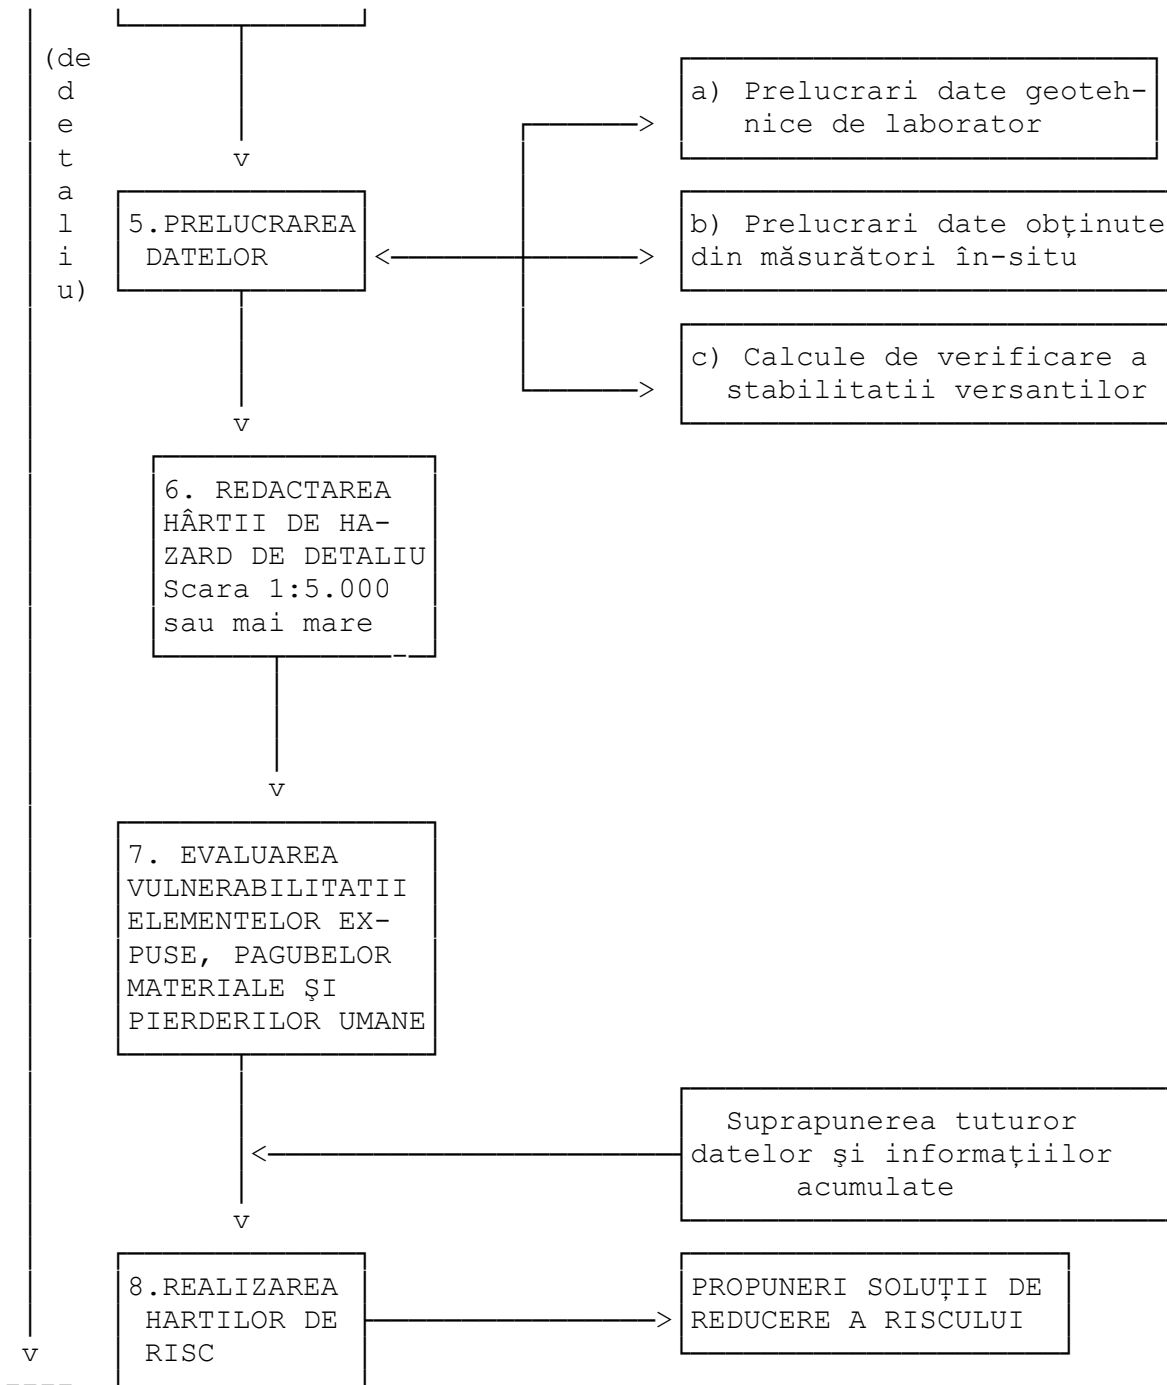 (de
d
e
t
a
l
i
u)
a) Prelucrari date geoteh-
nice de laborator
5.PRELUCRAREA
DATELOR
b) Prelucrari date obținute
din măsurători în-situ
c) Calcule de verificare a
stabilitatii versantilor
6. REDACTAREA
HÂRTII DE HA-
ZARD DE DETALIU
Scara 1:5.000
sau mai mare
7. EVALUAREA
VULNERABILITATII
ELEMENTELOR EX-
PUSE, PAGUBELOR
MATERIALE ŞI
PIERDERILOR UMANE
Suprapunerea tuturor
datelor şi informațiilor
acumulate
8.REALIZAREA
HARTILOR DE
RISC
PROPUNERI SOLUȚII DE
REDUCERE A RISCULUI